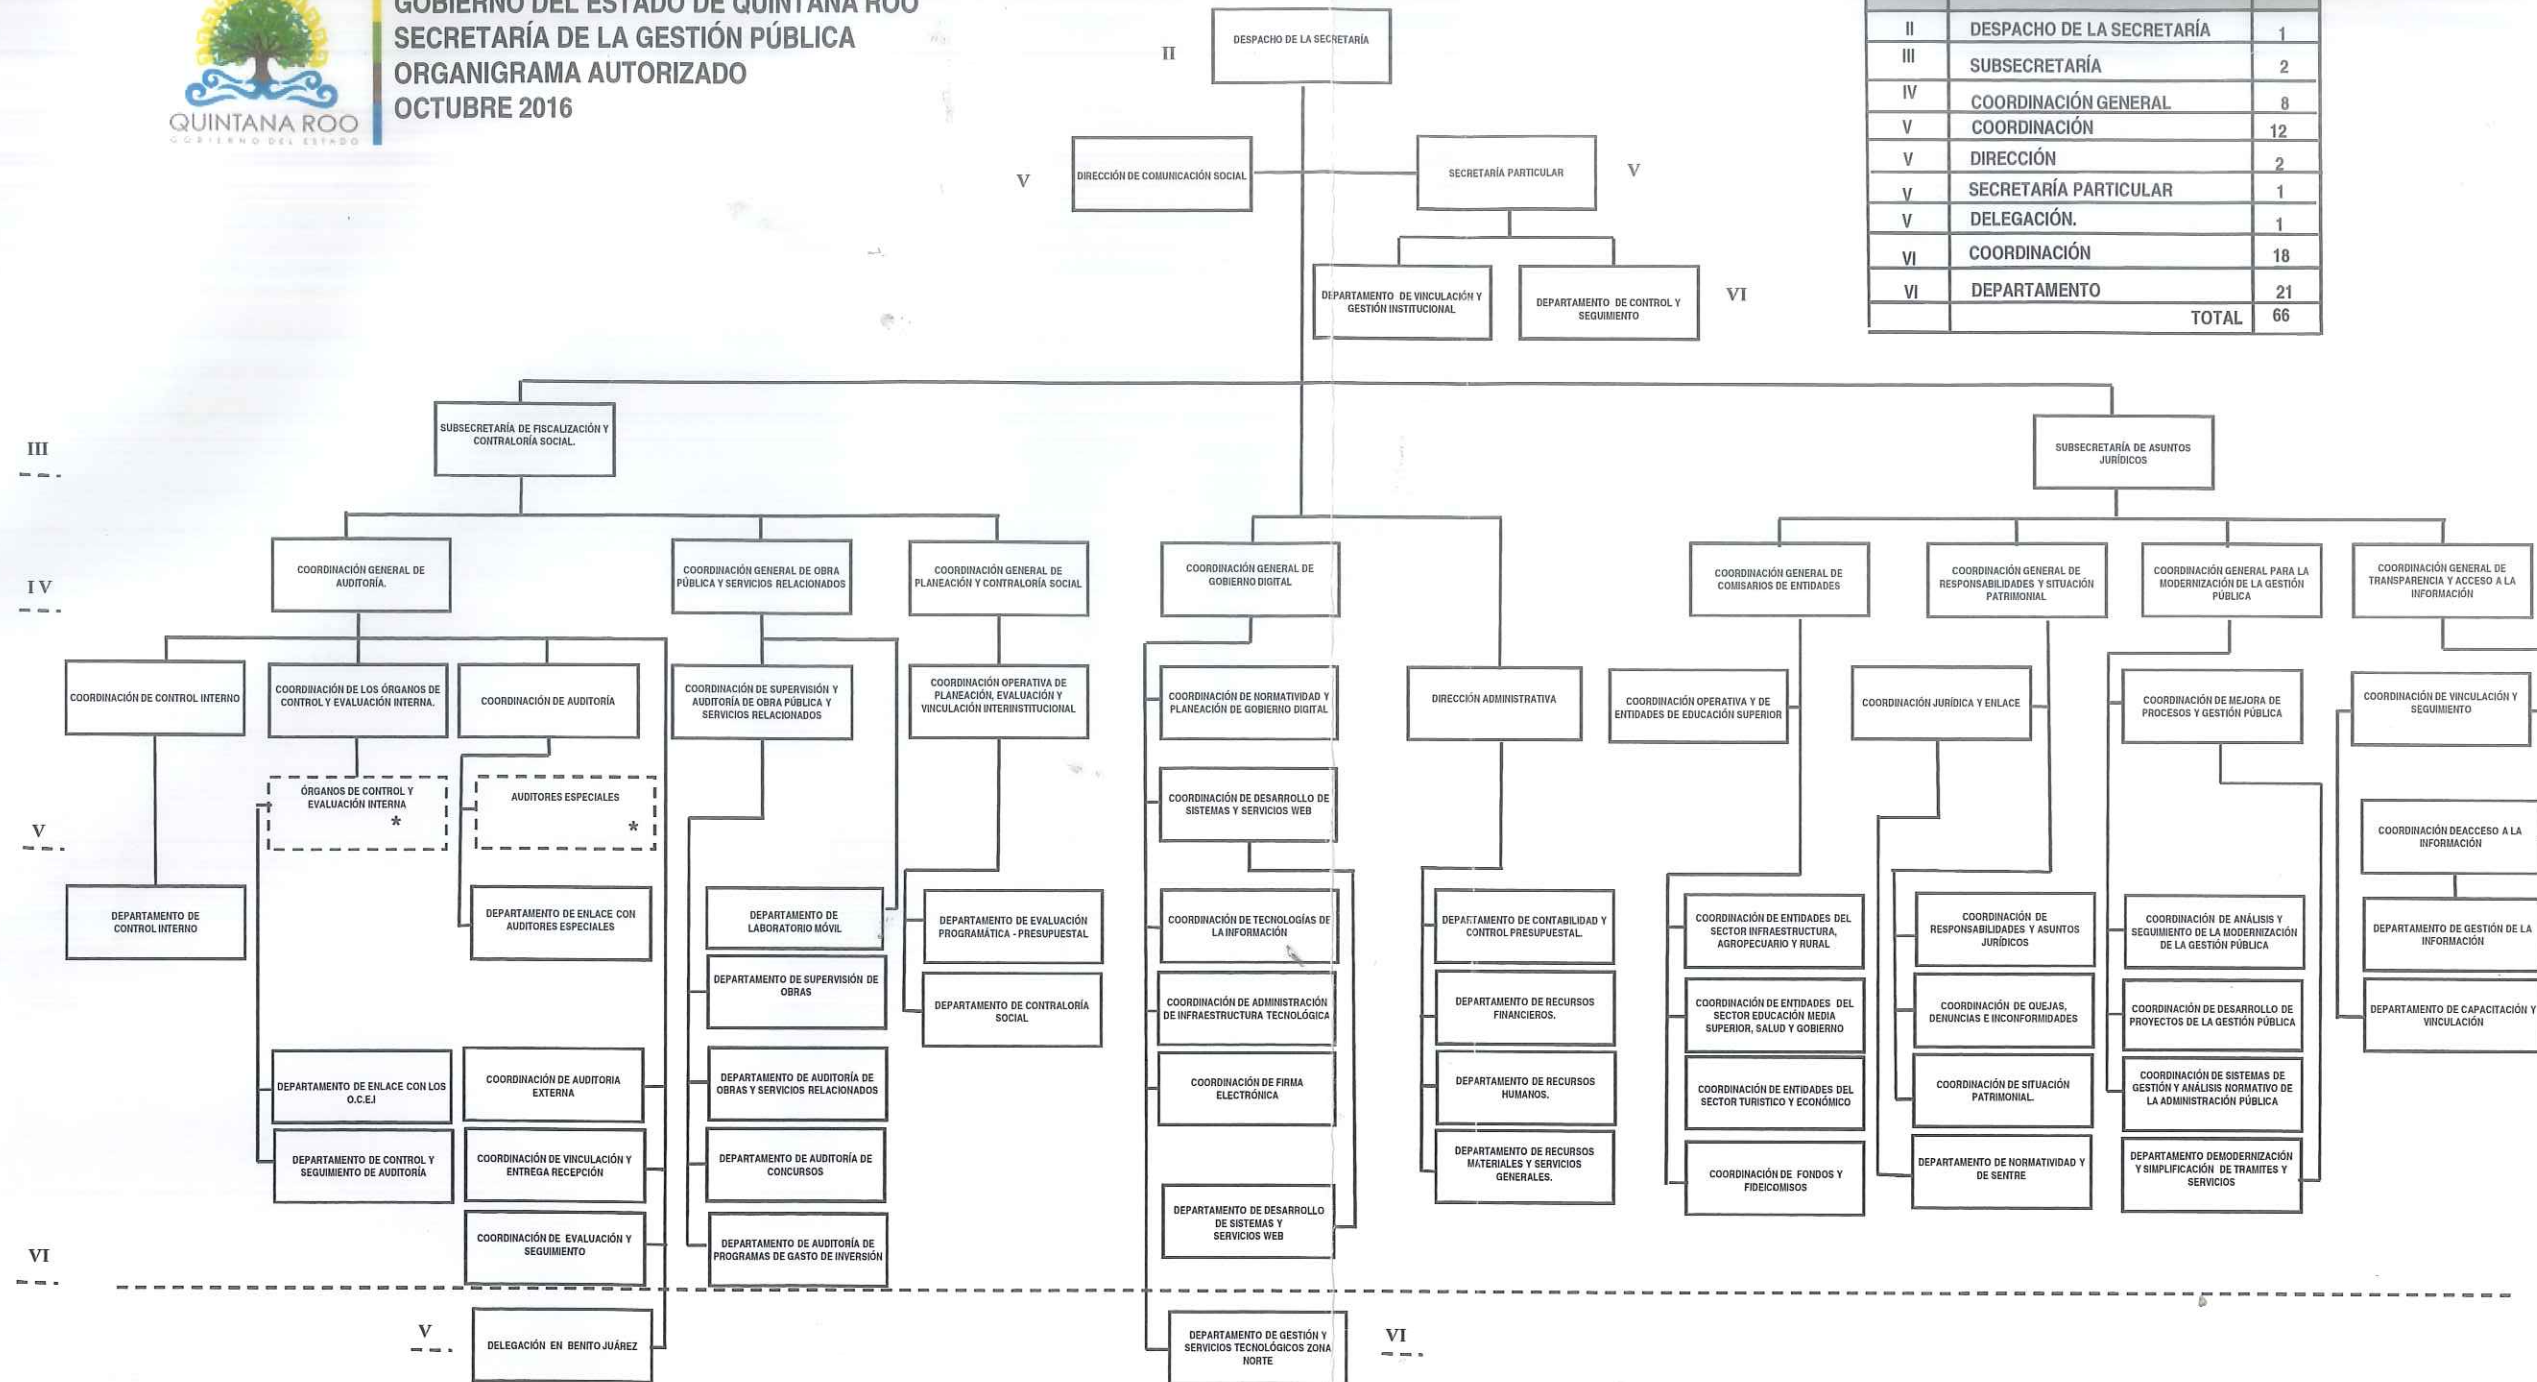 GOBIERNO DEL ESTADO DE QUINTANA ROO
SECRETARÍA DE LA GESTIÓN PÚBLICA
ORGANIGRAMA AUTORIZADO
OCTUBRE 2016
QUINTANA ROO
GOBIERNO DEL ESTADO
II DESPACHO DE LA SECRETARÍA 1
III SUBSECRETARÍA 2
IV COORDINACIÓN GENERAL 8
V COORDINACIÓN 12
V DIRECCIÓN 2
V SECRETARÍA PARTICULAR 1
V DELEGACIÓN. 1
VI COORDINACIÓN 18
VI DEPARTAMENTO 21
TOTAL 66
II
DESPACHO DE LA SECRETARÍA
V
DIRECCIÓN DE COMUNICACIÓN SOCIAL
SECRETARÍA PARTICULAR
V
DEPARTAMENTO DE VINCULACIÓN Y
GESTIÓN INSTITUCIONAL
DEPARTAMENTO DE CONTROL Y
SEGUIMIENTO
VI
III
SUBSECRETARÍA DE FISCALIZACIÓN Y
CONTRALORÍA SOCIAL.
SUBSECRETARÍA DE ASUNTOS
JURÍDICOS
I V
COORDINACIÓN GENERAL DE
AUDITORÍA.
COORDINACIÓN GENERAL DE OBRA
PÚBLICA Y SERVICIOS RELACIONADOS
COORDINACIÓN GENERAL DE
PLANEACIÓN Y CONTRALORÍA SOCIAL
COORDINACIÓN GENERAL DE
GOBIERNO DIGITAL
COORDINACIÓN GENERAL DE
COMISARIOS DE ENTIDADES
COORDINACIÓN GENERAL DE
RESPONSABILIDADES Y SITUACIÓN
PATRIMONIAL
COORDINACIÓN GENERAL PARA LA
MODERNIZACIÓN DE LA GESTIÓN
PÚBLICA
COORDINACIÓN GENERAL DE
TRANSPARENCIA Y ACCESO A LA
INFORMACIÓN
COORDINACIÓN DE CONTROL INTERNO
COORDINACIÓN DE LOS ÓRGANOS DE
CONTROL Y EVALUACIÓN INTERNA.
COORDINACIÓN DE AUDITORÍA
COORDINACIÓN DE SUPERVISIÓN Y
AUDITORÍA DE OBRA PÚBLICA Y
SERVICIOS RELACIONADOS
COORDINACIÓN OPERATIVA DE
PLANEACIÓN, EVALUACIÓN Y
VINCULACIÓN INTERINSTITUCIONAL
COORDINACIÓN DE NORMATIVIDAD Y
PLANEACIÓN DE GOBIERNO DIGITAL
DIRECCIÓN ADMINISTRATIVA
COORDINACIÓN OPERATIVA Y DE
ENTIDADES DE EDUCACIÓN SUPERIOR
COORDINACIÓN JURÍDICA Y ENLACE
COORDINACIÓN DE MEJORA DE
PROCESOS Y GESTIÓN PÚBLICA
COORDINACIÓN DE VINCULACIÓN Y
SEGUIMIENTO
V
ÓRGANOS DE CONTROL Y
EVALUACIÓN INTERNA
*
AUDITORES ESPECIALES
*
COORDINACIÓN DE DESARROLLO DE
SISTEMAS Y SERVICIOS WEB
COORDINACIÓN DEACCESO A LA
INFORMACIÓN
DEPARTAMENTO DE
CONTROL INTERNO
DEPARTAMENTO DE ENLACE CON
AUDITORES ESPECIALES
DEPARTAMENTO DE
LABORATORIO MÓVIL
DEPARTAMENTO DE EVALUACIÓN
PROGRAMÁTICA - PRESUPUESTAL
COORDINACIÓN DE TECNOLOGÍAS DE
LA INFORMACIÓN
DEPARTAMENTO DE CONTABILIDAD Y
CONTROL PRESUPUESTAL.
COORDINACIÓN DE ENTIDADES DEL
SECTOR INFRAESTRUCTURA,
AGROPECUARIO Y RURAL
COORDINACIÓN DE
RESPONSABILIDADES Y ASUNTOS
JURÍDICOS
COORDINACIÓN DE ANÁLISIS Y
SEGUIMIENTO DE LA MODERNIZACIÓN
DE LA GESTIÓN PÚBLICA
DEPARTAMENTO DE GESTIÓN DE LA
INFORMACIÓN
DEPARTAMENTO DE SUPERVISIÓN DE
OBRAS
DEPARTAMENTO DE CONTRALORÍA
SOCIAL
COORDINACIÓN DE ADMINISTRACIÓN
DE INFRAESTRUCTURA TECNOLÓGICA
DEPARTAMENTO DE RECURSOS
FINANCIEROS.
COORDINACIÓN DE ENTIDADES DEL
SECTOR EDUCACIÓN MEDIA
SUPERIOR, SALUD Y GOBIERNO
COORDINACIÓN DE QUEJAS,
DENUNCIAS E INCONFORMIDADES
COORDINACIÓN DE DESARROLLO DE
PROYECTOS DE LA GESTIÓN PÚBLICA
DEPARTAMENTO DE CAPACITACIÓN Y
VINCULACIÓN
DEPARTAMENTO DE ENLACE CON LOS
O.C.E.I
COORDINACIÓN DE AUDITORIA
EXTERNA
DEPARTAMENTO DE AUDITORÍA DE
OBRAS Y SERVICIOS RELACIONADOS
COORDINACIÓN DE FIRMA
ELECTRÓNICA
DEPARTAMENTO DE RECURSOS
HUMANOS.
COORDINACIÓN DE ENTIDADES DEL
SECTOR TURISTICO Y ECONÓMICO
COORDINACIÓN DE SITUACIÓN
PATRIMONIAL.
COORDINACIÓN DE SISTEMAS DE
GESTIÓN Y ANÁLISIS NORMATIVO DE
LA ADMINISTRACIÓN PÚBLICA
DEPARTAMENTO DE CONTROL Y
SEGUIMIENTO DE AUDITORÍA
COORDINACIÓN DE VINCULACIÓN Y
ENTREGA RECEPCIÓN
DEPARTAMENTO DE AUDITORÍA DE
CONCURSOS
DEPARTAMENTO DE RECURSOS
MATERIALES Y SERVICIOS
GENERALES.
COORDINACIÓN DE FONDOS Y
FIDEICOMISOS
DEPARTAMENTO DE NORMATIVIDAD Y
DE SENTRE
DEPARTAMENTO DEMODERNIZACIÓN
Y SIMPLIFICACIÓN DE TRAMITES Y
SERVICIOS
VI
COORDINACIÓN DE EVALUACIÓN Y
SEGUIMIENTO
DEPARTAMENTO DE AUDITORÍA DE
PROGRAMAS DE GASTO DE INVERSIÓN
DEPARTAMENTO DE DESARROLLO
DE SISTEMAS Y
SERVICIOS WEB
V
DELEGACIÓN EN BENITO JUÁREZ
DEPARTAMENTO DE GESTIÓN Y
SERVICIOS TECNOLÓGICOS ZONA
NORTE
VI